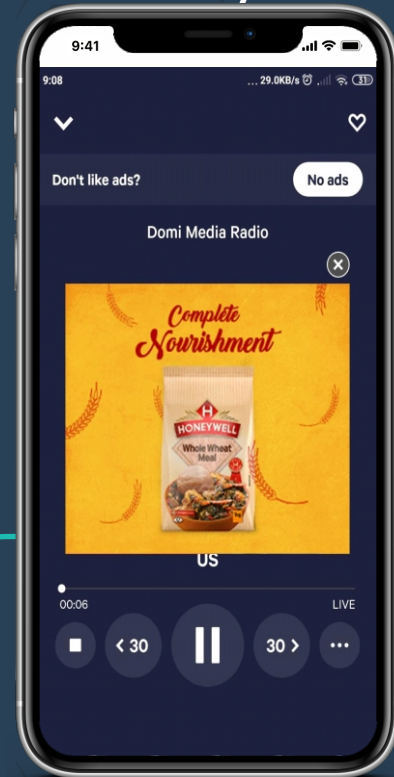 9:41
9:08
... 29.0KB/s
31
Don't like ads?
No ads
Domi Media Radio
Complete
Nourishment
HONEYWELL
Whole Wheat
Meal
US
00:06
LIVE
< 30
30 >